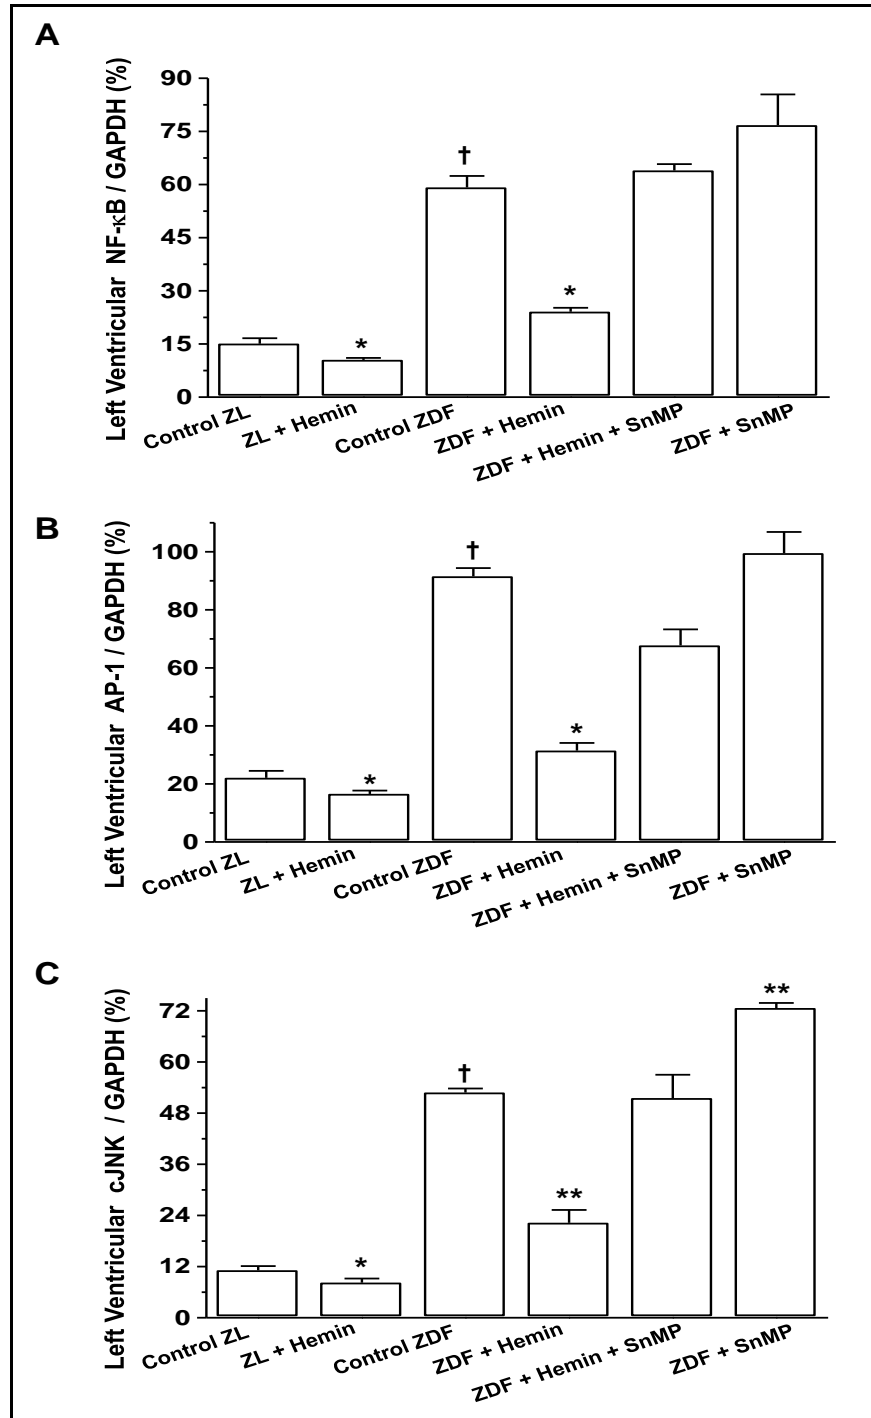 A
Left Ventricular NF-κB / GAPDH (%)
90
75
60
45
30
15
0
*
†
*
Control ZL
ZL + Hemin
Control ZDF
ZDF + Hemin
ZDF + Hemin + SnMP
ZDF + SnMP
B
Left Ventricular AP-1 / GAPDH (%)
100
80
60
40
20
0
*
†
*
Control ZL
ZL + Hemin
Control ZDF
ZDF + Hemin
ZDF + Hemin + SnMP
ZDF + SnMP
C
Left Ventricular cJNK / GAPDH (%)
72
60
48
36
24
12
0
*
†
**
**
Control ZL
ZL + Hemin
Control ZDF
ZDF + Hemin
ZDF + Hemin + SnMP
ZDF + SnMP